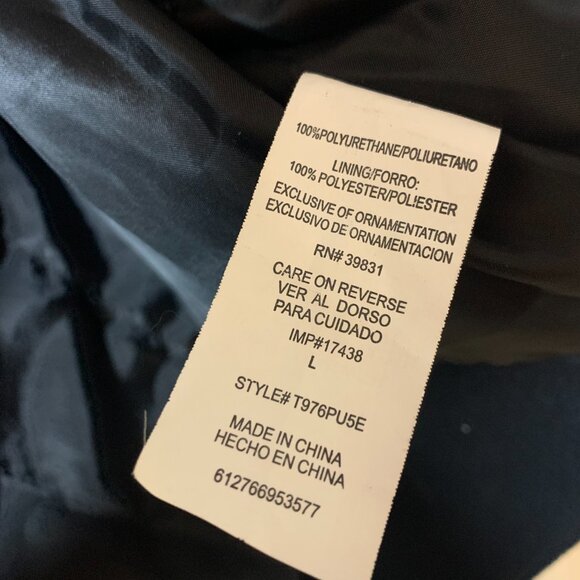 100%POLYURETHANE/POLIURETANO
LINING/FORRO:
100% POLYESTER/POLIESTER
EXCLUSIVE OF ORNAMENTATION
EXCLUSIVO DE ORNAMENTACION
RN# 39831
CARE ON REVERSE
VER AL DORSO
PARA CUIDADO
IMP#17438
L
STYLE# T976PU5E
MADE IN CHINA
HECHO EN CHINA
612766953577